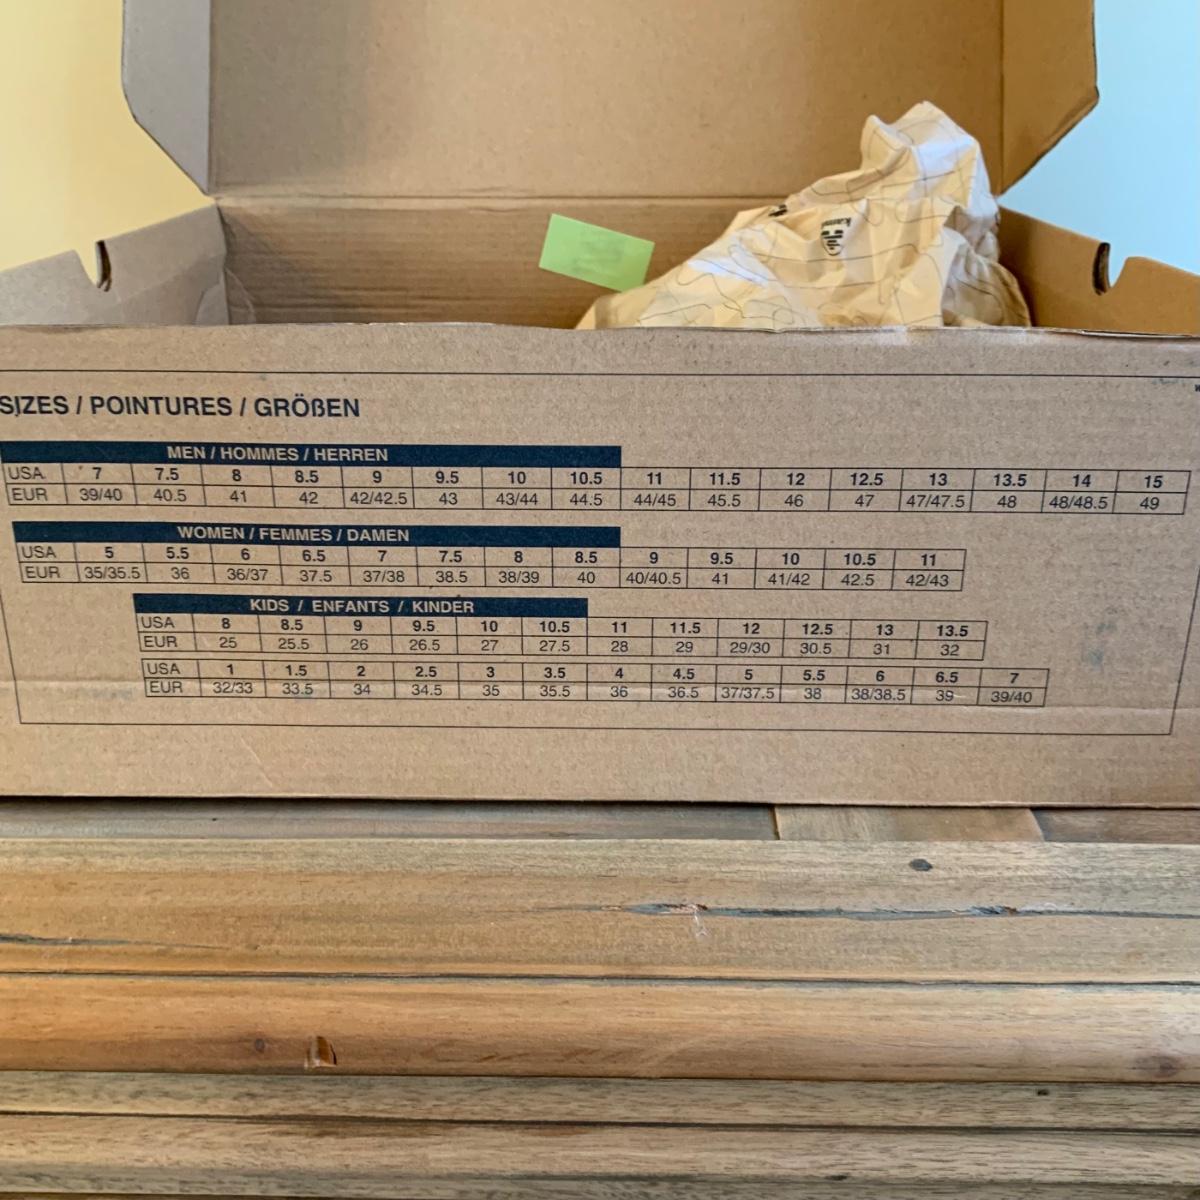 SIZES / POINTURES / GRÖßEN
MEN / HOMMES / HERREN
USA 7 7.5 8 8.5 9 9.5 10 10.5 11 11.5 12 12.5 13 13.5 14 15
EUR 39/40 40.5 41 42 42/42.5 43 43/44 44.5 44/45 45.5 46 47 47/47.5 48 48/48.5 49
WOMEN / FEMMES / DAMEN
USA 5 5.5 6 6.5 7 7.5 8 8.5 9 9.5 10 10.5 11
EUR 35/35.5 36 36/37 37.5 37/38 38.5 38/39 40 40/40.5 41 41/42 42.5 42/43
KIDS / ENFANTS / KINDER
USA 8 8.5 9 9.5 10 10.5 11 11.5 12 12.5 13 13.5
EUR 25 25.5 26 26.5 27 27.5 28 29 29/30 30.5 31 32
USA 1 1.5 2 2.5 3 3.5 4 4.5 5 5.5 6 6.5 7
EUR 32/33 33.5 34 34.5 35 35.5 36 36.5 37/37.5 38 38/38.5 39 39/40